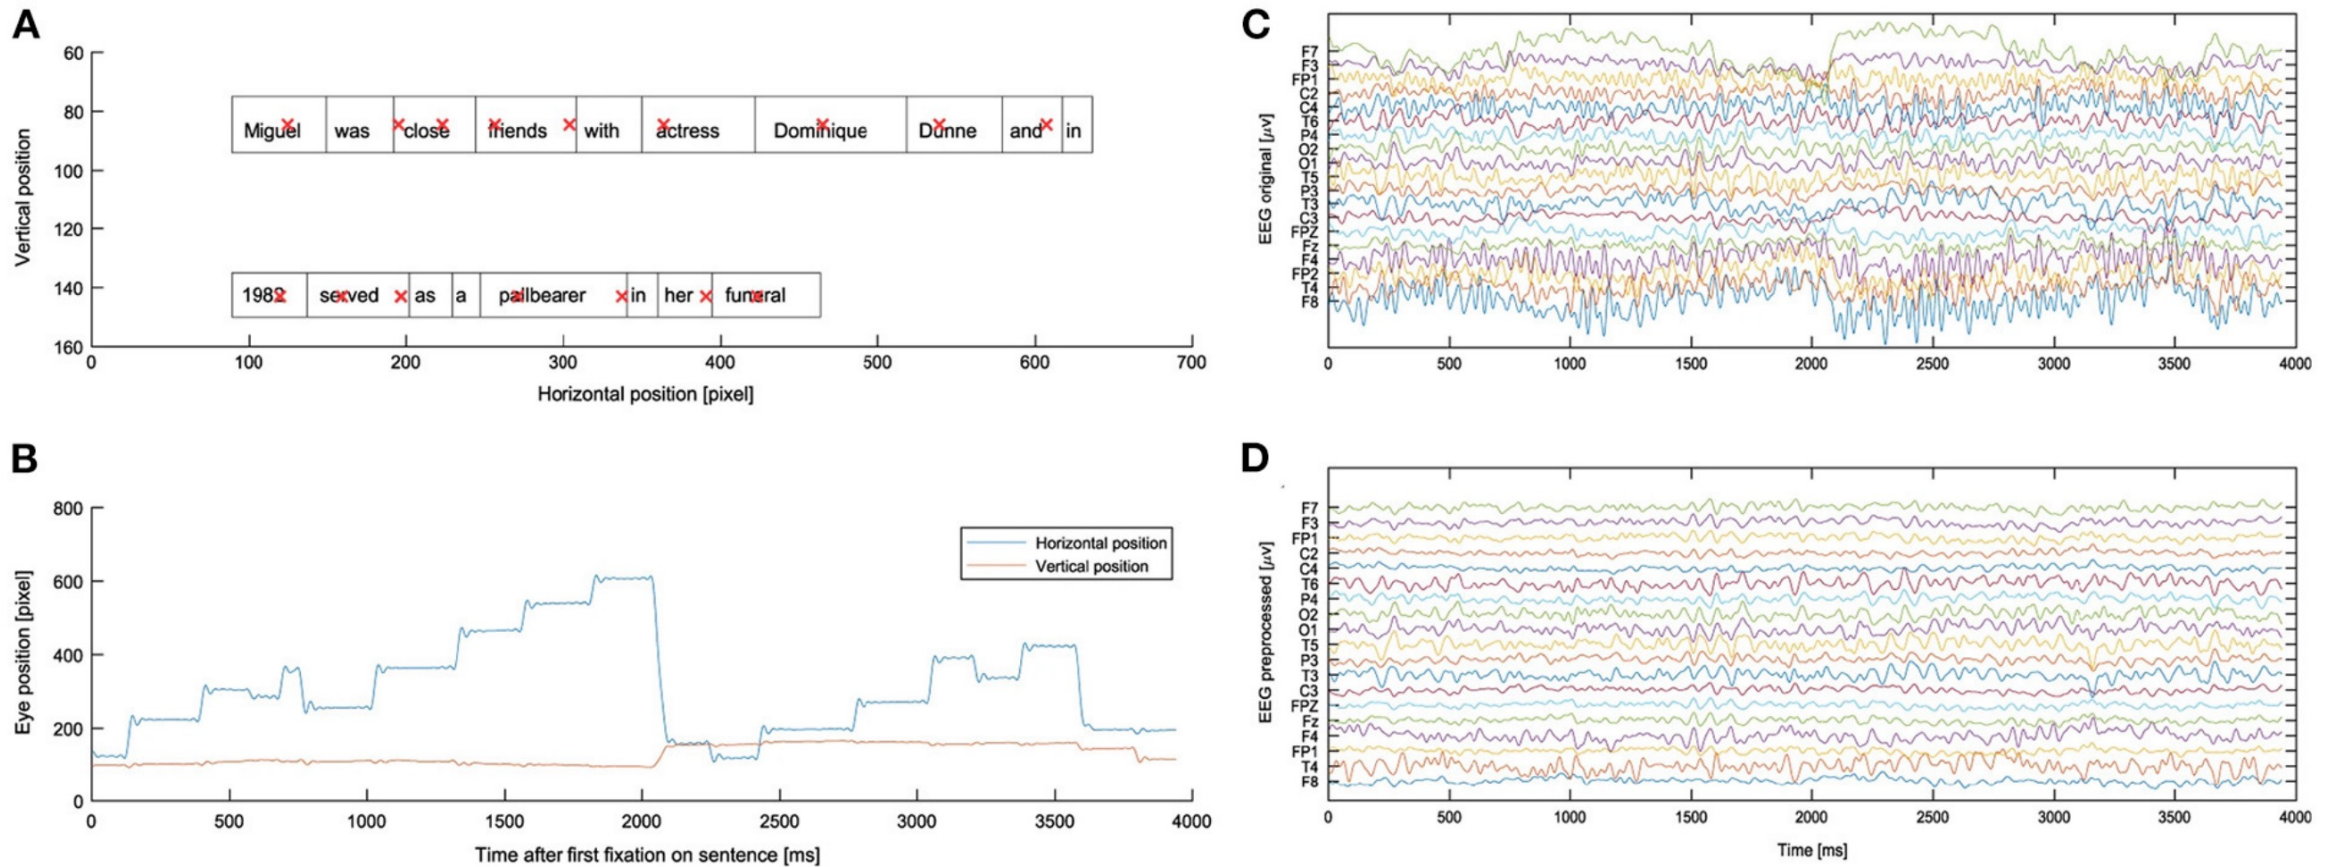 A
60
80
100
120
140
160
Vertical position
Miguel was close friends with actress Dominique Dunne and in
1982 served as a pallbearer in her funeral
0 100 200 300 400 500 600 700
Horizontal position [pixel]
B
800
600
400
200
0
Eye position [pixel]
Horizontal position
Vertical position
0 500 1000 1500 2000 2500 3000 3500 4000
Time after first fixation on sentence [ms]
C
EEG original [μv]
F7
F3
FP1
C2
C4
T6
P4
O2
O1
T5
P3
T3
C3
FPZ
Fz
F4
FP2
T4
F8
0 500 1000 1500 2000 2500 3000 3500 4000
D
EEG preprocessed [μv]
F7
F3
FP1
C2
C4
T6
P4
O2
O1
T5
P3
T3
C3
FPZ
Fz
F4
FP1
T4
F8
0 500 1000 1500 2000 2500 3000 3500 4000
Time [ms]